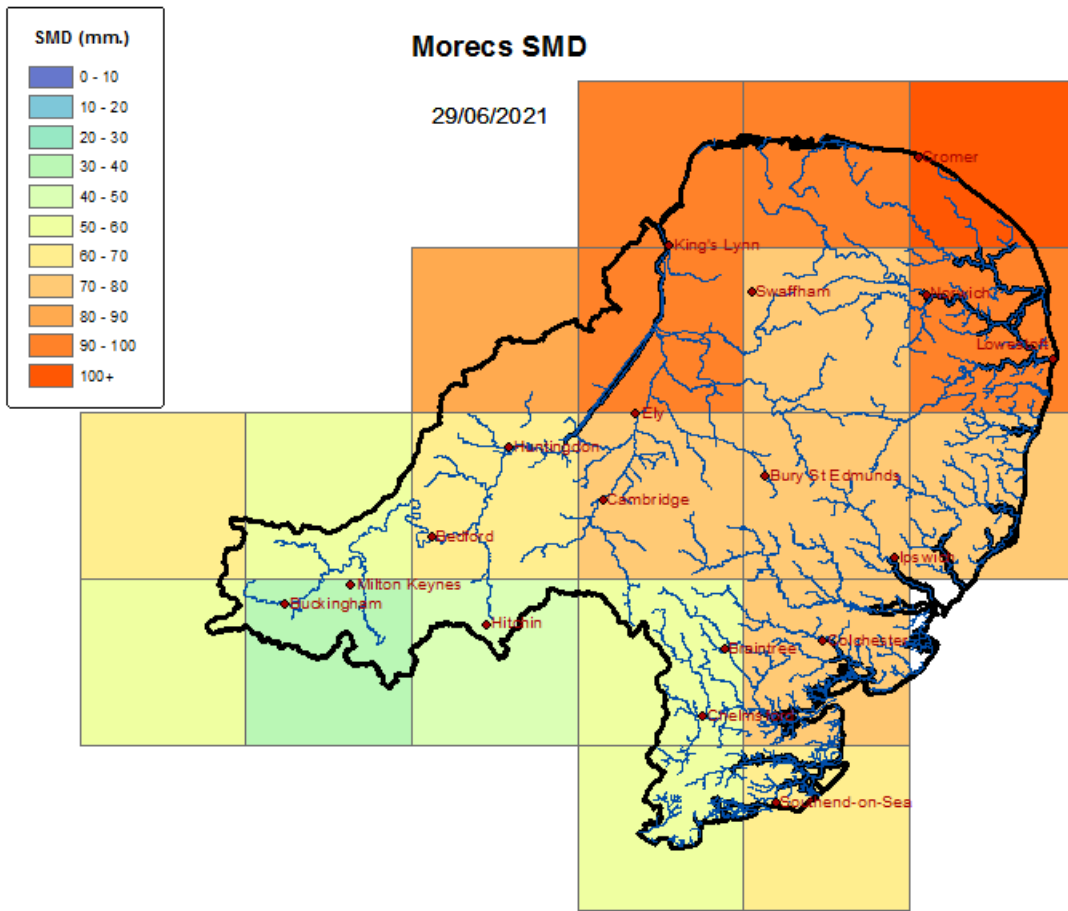 SMD (mm.)
0 - 10
10 - 20
20 - 30
30 - 40
40 - 50
50 - 60
60 - 70
70 - 80
80 - 90
90 - 100
100+
Morecs SMD
29/06/2021
Cromer
King's Lynn
Swaffham
Norwich
Lowestoft
Ely
Huntingdon
Bury St Edmunds
Cambridge
Bedford
Ipswich
Milton Keynes
Buckingham
Hitchin
Colchester
Braintree
Chelmsford
Southend-on-Sea